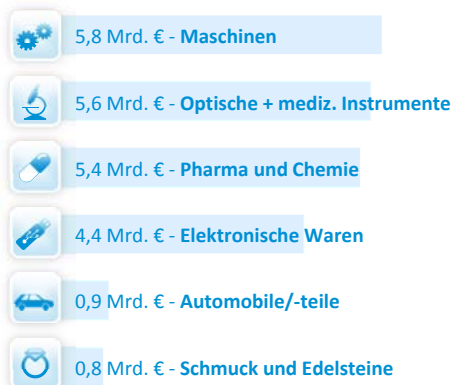 5,8 Mrd. € - Maschinen
5,6 Mrd. € - Optische + mediz. Instrumente
5,4 Mrd. € - Pharma und Chemie
4,4 Mrd. € - Elektronische Waren
0,9 Mrd. € - Automobile/-teile
0,8 Mrd. € - Schmuck und Edelsteine